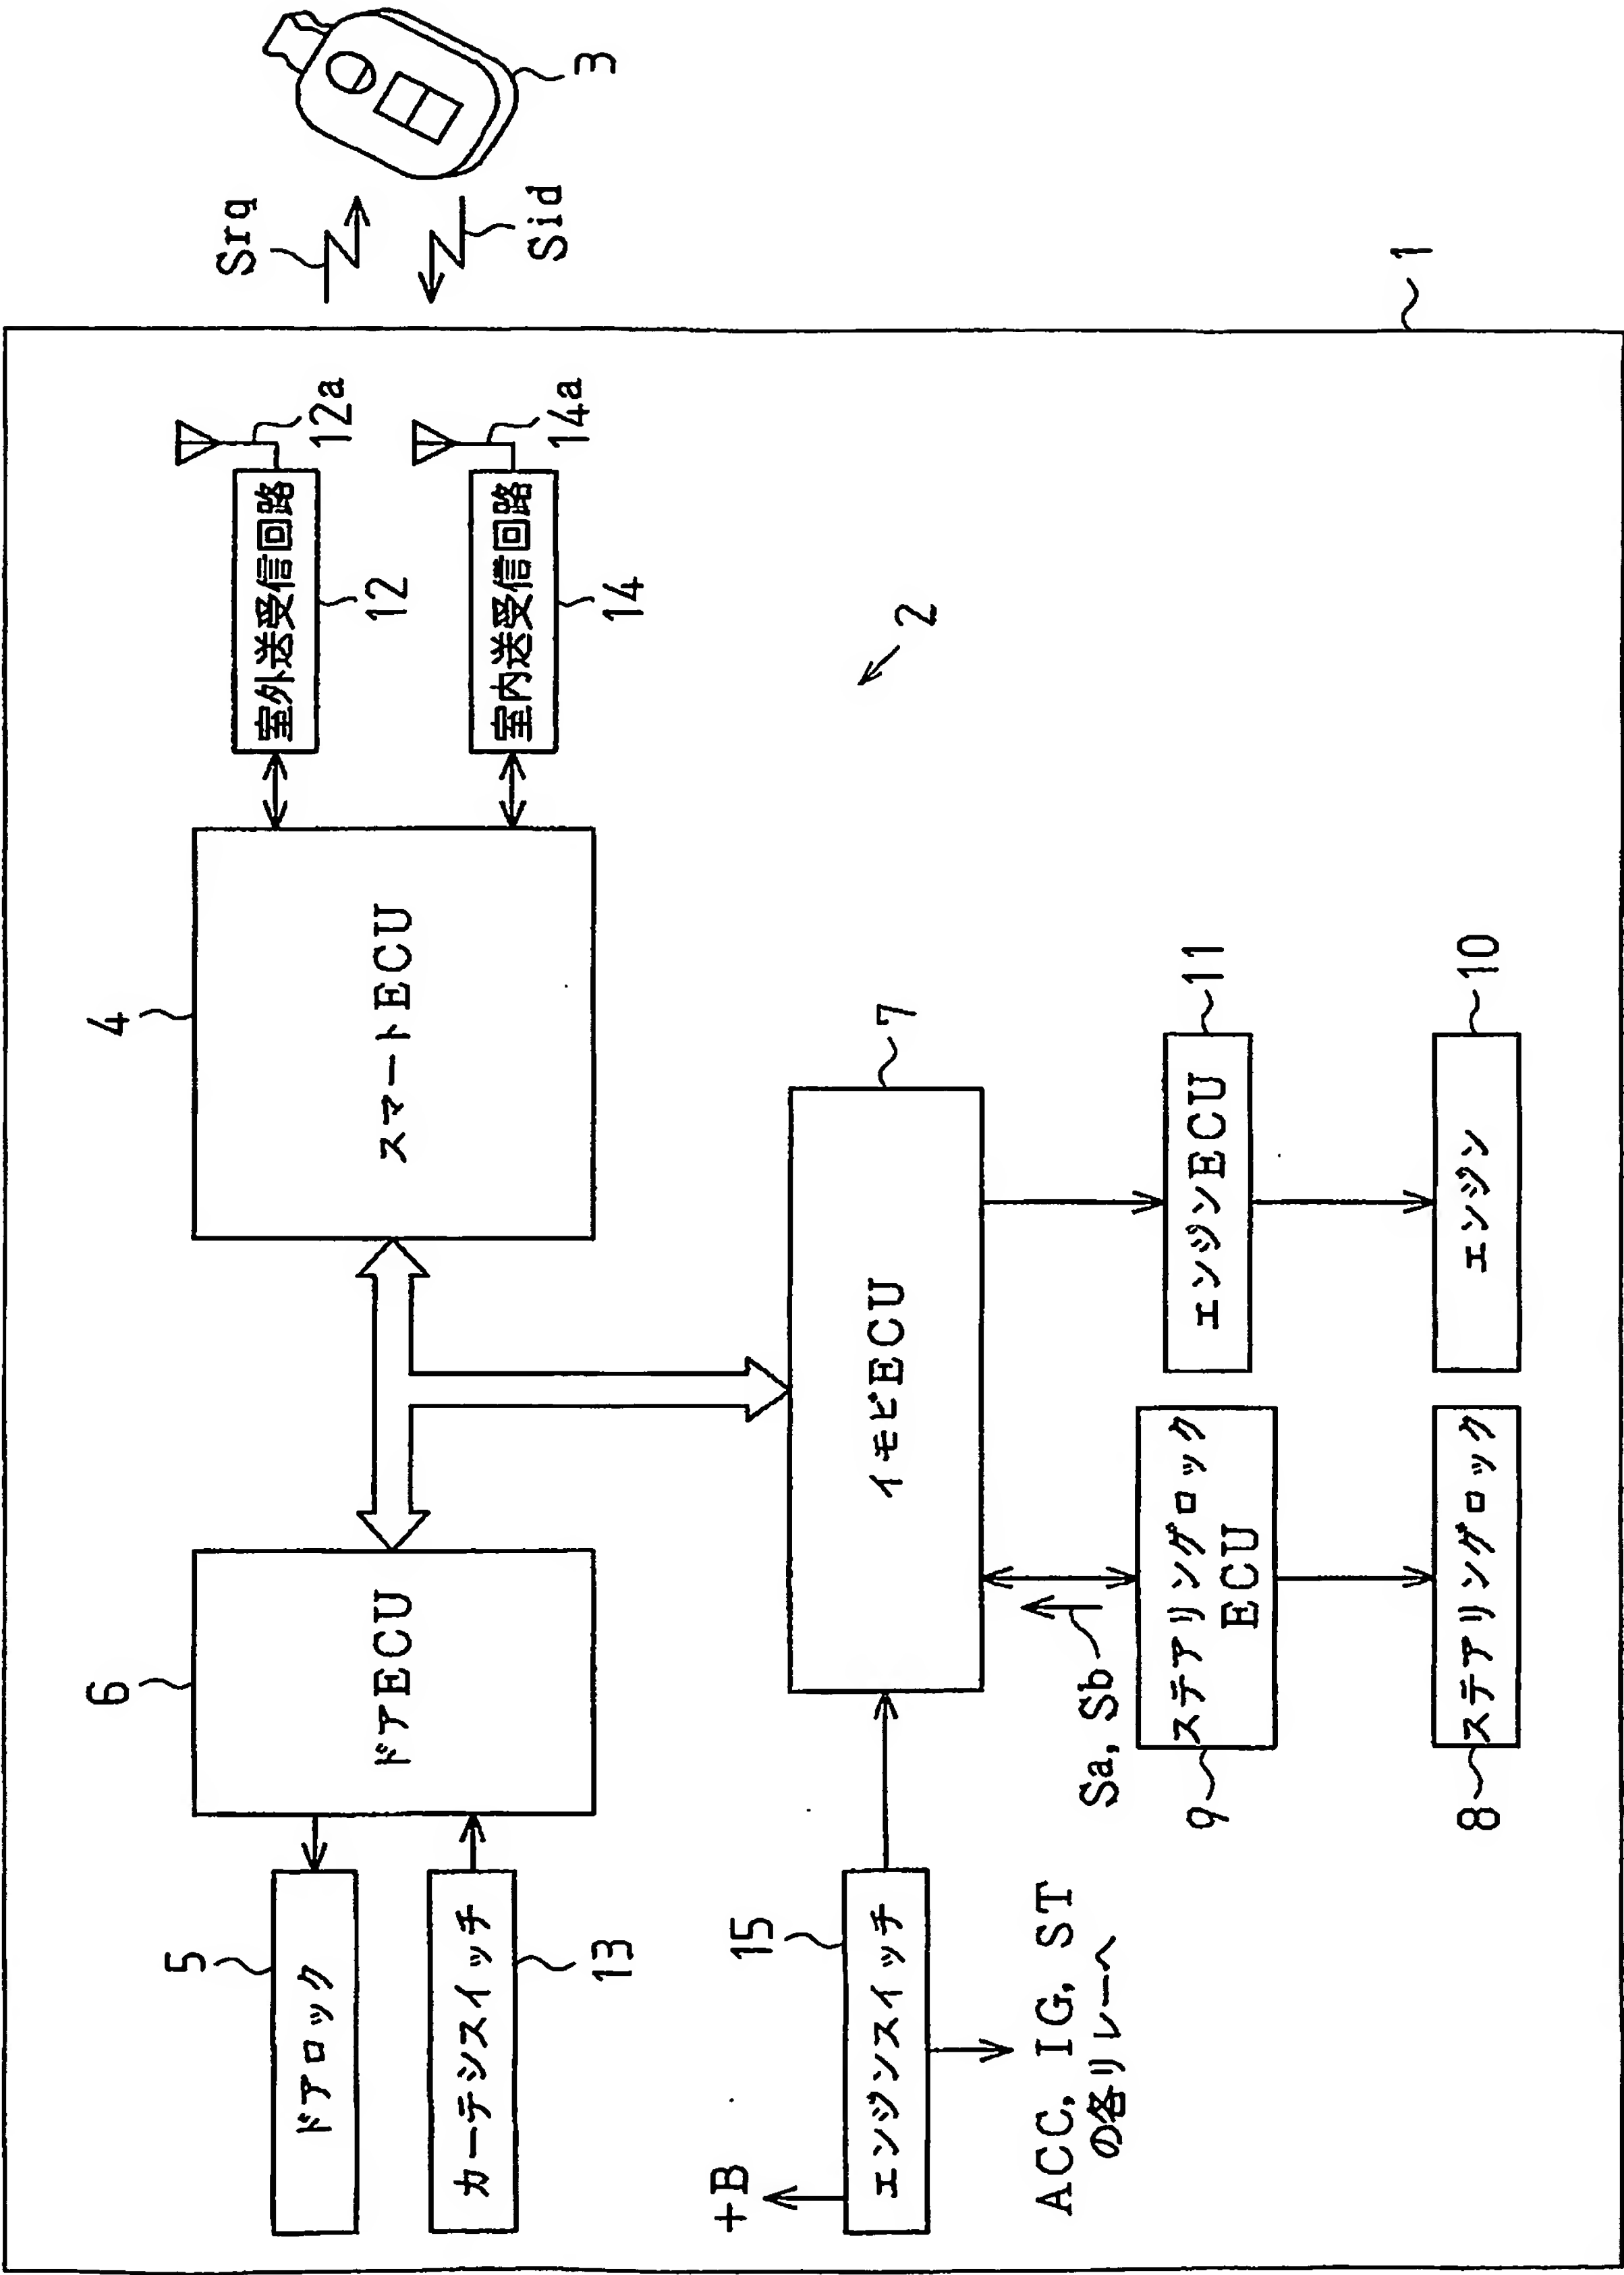 6
4
5
Srq
ドアロック
室外送受信回路
12a
12
ドアECU
スマートECU
カーテシスイッチ
室内送受信回路
14a
Sid
3
13
14
+B
15
エンジンスイッチ
イモビECU
7
2
ACC, IG, ST
の各リレーへ
Sa, Sb
9
ステアリングロック
ECU
エンジンECU
11
8
ステアリングロック
エンジン
10
1